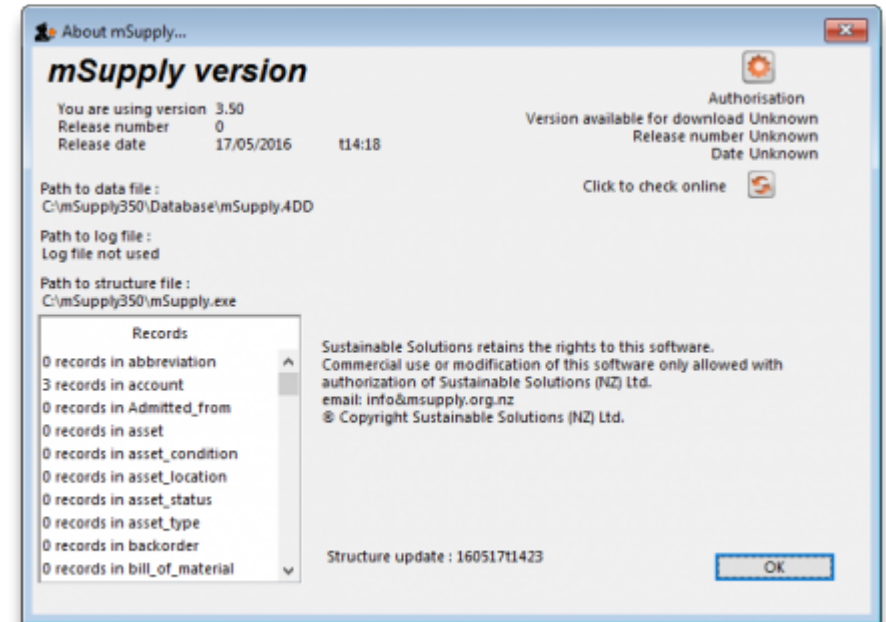 About mSupply...
mSupply version
You are using version 3.50
Release number 0
Release date 17/05/2016 t14:18
Authorisation
Version available for download Unknown
Release number Unknown
Date Unknown
Click to check online
Path to data file :
C:\mSupply350\Database\mSupply.4DD
Path to log file :
Log file not used
Path to structure file :
C:\mSupply350\mSupply.exe
Records
0 records in abbreviation
3 records in account
0 records in Admitted_from
0 records in asset
0 records in asset_condition
0 records in asset_location
0 records in asset_status
0 records in asset_type
0 records in backorder
0 records in bill_of_material
Sustainable Solutions retains the rights to this software.
Commercial use or modification of this software only allowed with
authorization of Sustainable Solutions (NZ) Ltd.
email: info&msupply.org.nz
® Copyright Sustainable Solutions (NZ) Ltd.
Structure update : 160517t1423
OK